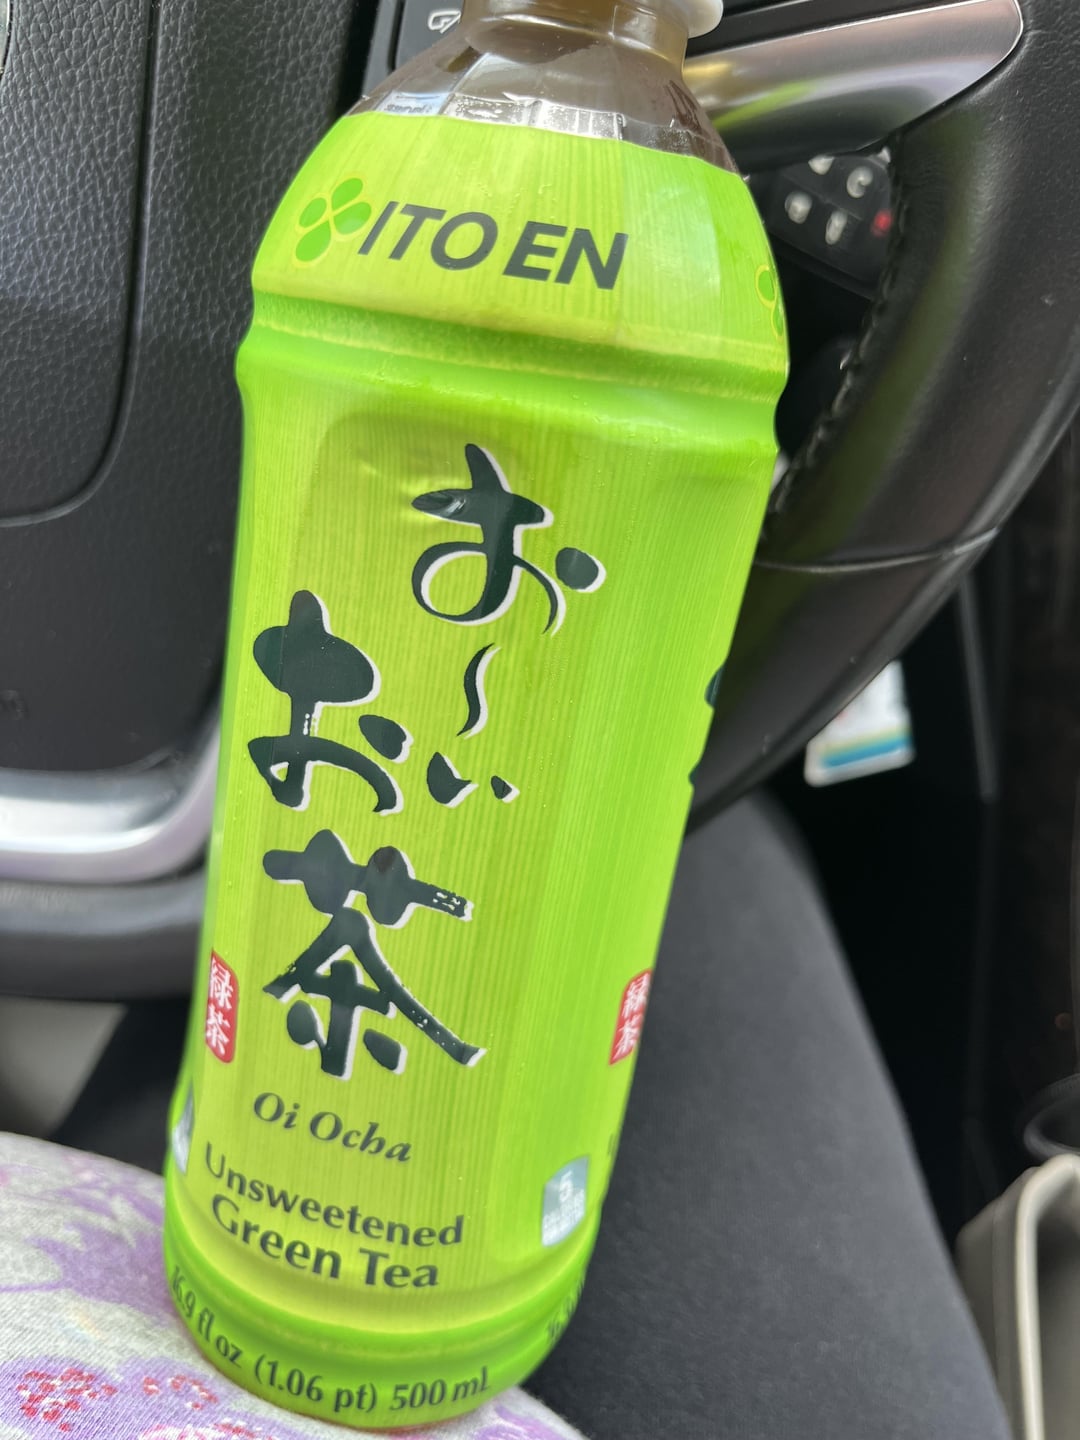 ITO EN
お〜い
お茶
緑茶
緑茶
Oi Ocha
Unsweetened
Green Tea
16.9 fl oz (1.06 pt) 500 mL